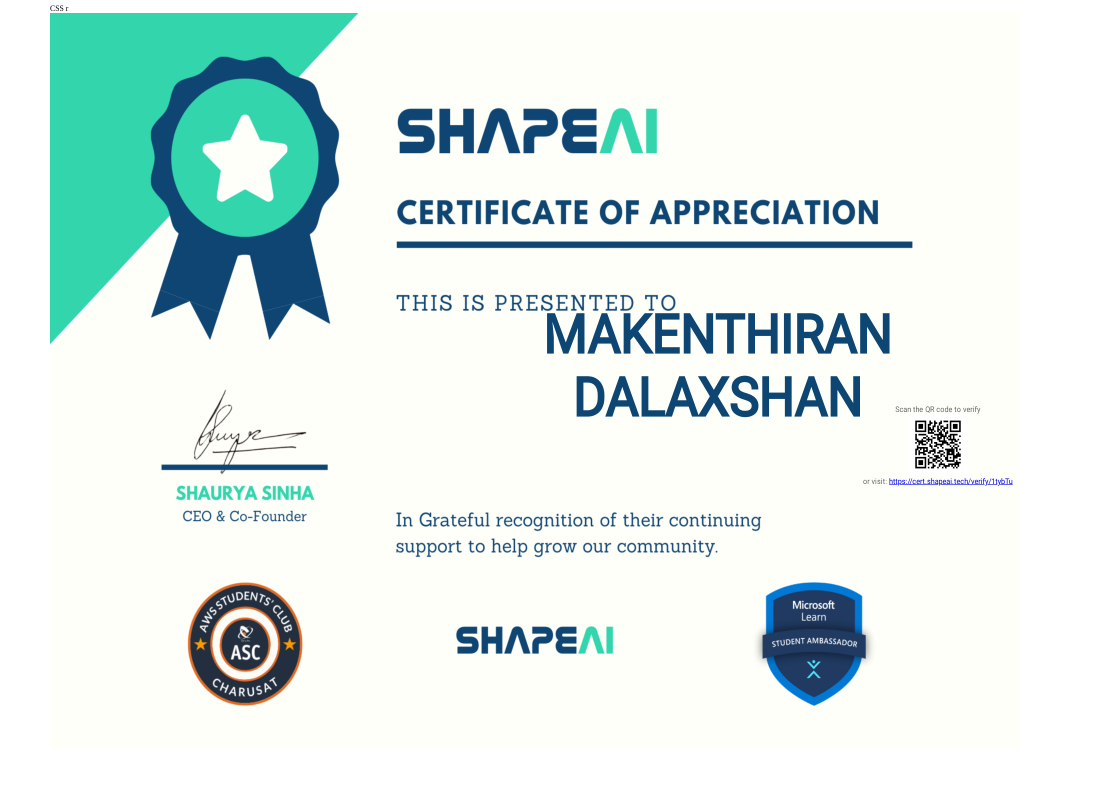 CSS r
SHAPEAI
CERTIFICATE OF APPRECIATION
THIS IS PRESENTED TO
MAKENTHIRAN
DALAXSHAN
Scan the QR code to verify
or visit: https://cert.shapeai.tech/verify/1tybTu
SHAURYA SINHA
CEO & Co-Founder
In Grateful recognition of their continuing
support to help grow our community.
AWS STUDENTS' CLUB
ASC
CHARUSAT
SHAPEAI
Microsoft
Learn
STUDENT AMBASSADOR